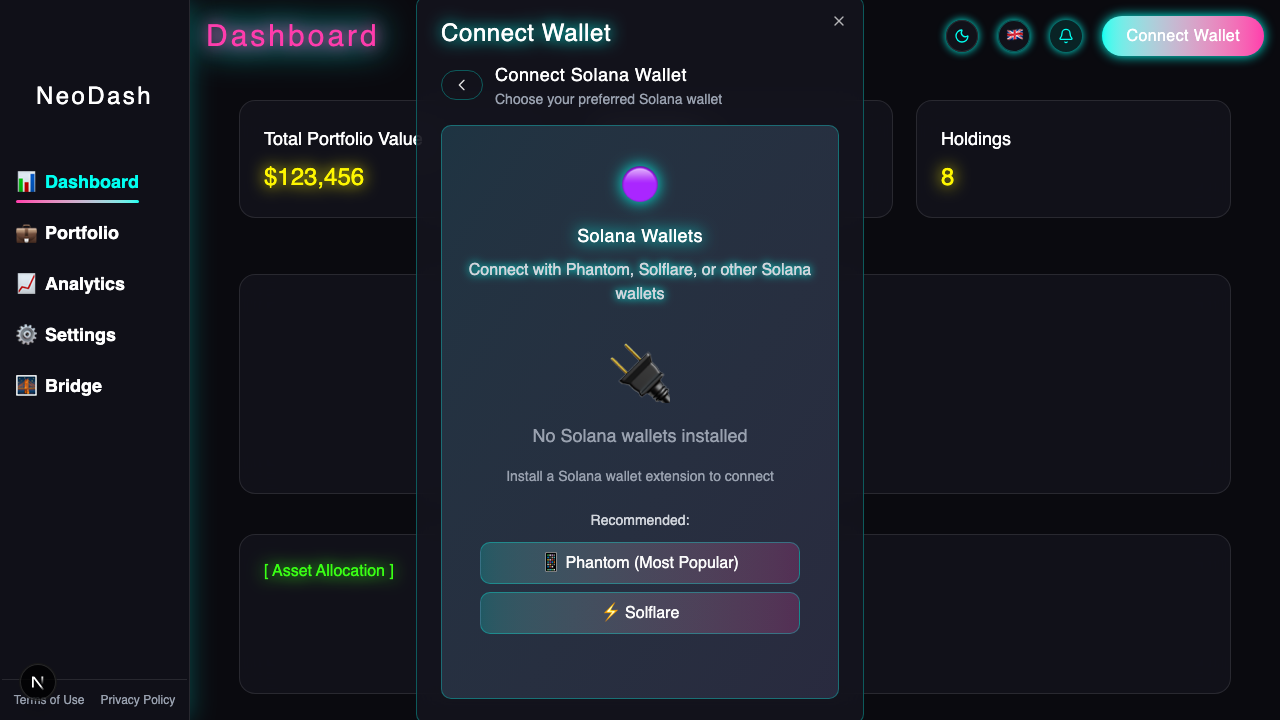 NeoDash
Dashboard
Portfolio
Analytics
Settings
Bridge
Terms of Use
Privacy Policy
N
Dashboard
Connect Wallet
Total Portfolio Value
$123,456
Holdings
8
[ Asset Allocation ]
Connect Wallet
Connect Solana Wallet
Choose your preferred Solana wallet
Solana Wallets
Connect with Phantom, Solflare, or other Solana
wallets
No Solana wallets installed
Install a Solana wallet extension to connect
Recommended:
Phantom (Most Popular)
Solflare